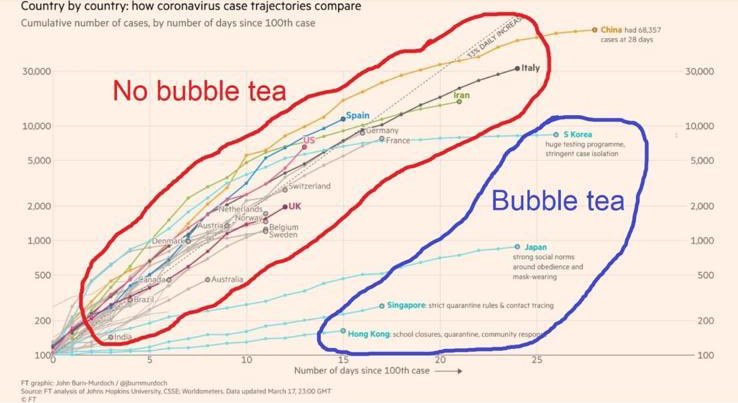 Country by country: how coronavirus case trajectories compare
Cumulative number of cases, by number of days since 100th case
33% DAILY INCREASE
China had 68,357
cases at 28 days
30,000
Italy
30,000
No bubble tea
Iran
Spain
10,000
Germany
10,000
US
France
S Korea
huge testing programme,
stringent case isolation
5,000
5,000
Switzerland
Bubble tea
2,000
Netherlands
UK
2,000
Norway
Austria
Belgium
Sweden
1,000
Denmark
Japan
1,000
strong social norms
around obedience and
mask-wearing
500
Canada
Australia
500
Brazil
Singapore: strict quarantine rules & contact tracing
200
200
India
Hong Kong: school closures, quarantine, community respon
100
100
0
5
10
15
20
25
Number of days since 100th case
FT graphic: John Burn-Murdoch / @jburnmurdoch
Source: FT analysis of Johns Hopkins University, CSSE; Worldometers. Data updated March 17, 23:00 GMT
© FT